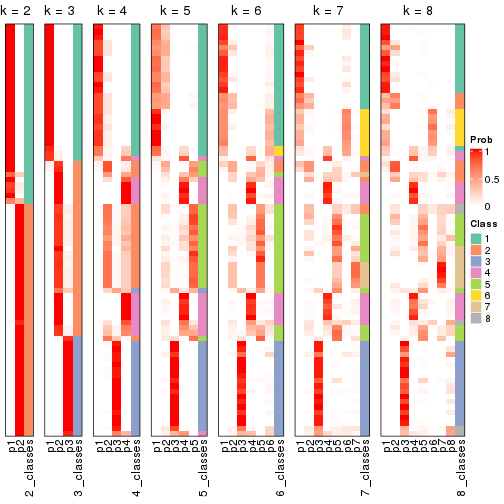 k = 2
k = 3
k = 4
k = 5
k = 6
k = 7
k = 8
Prob
1
0.5
0
Class
1
2
3
4
5
6
7
8
p1
p2
2_classes
p1
p2
p3
3_classes
p1
p2
p3
p4
4_classes
p1
p2
p3
p4
p5
5_classes
p1
p2
p3
p4
p5
p6
6_classes
p1
p2
p3
p4
p5
p6
p7
7_classes
p1
p2
p3
p4
p5
p6
p7
p8
8_classes